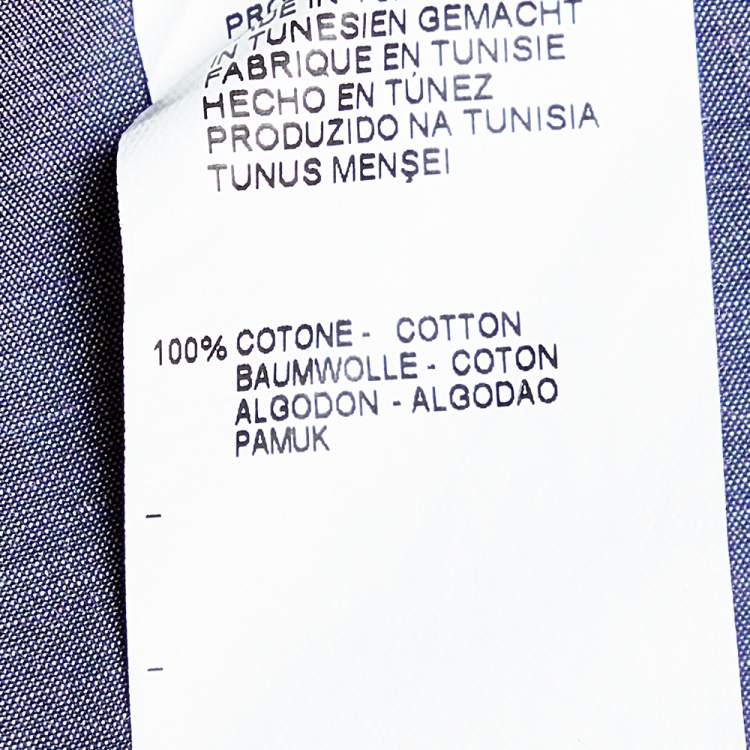 IN TUNESIEN GEMACHT
FABRIQUE EN TUNISIE
HECHO EN TÚNEZ
PRODUZIDO NA TUNISIA
TUNUS MENŞEI
100% COTONE - COTTON
BAUMWOLLE - COTON
ALGODON - ALGODAO
PAMUK
-
-